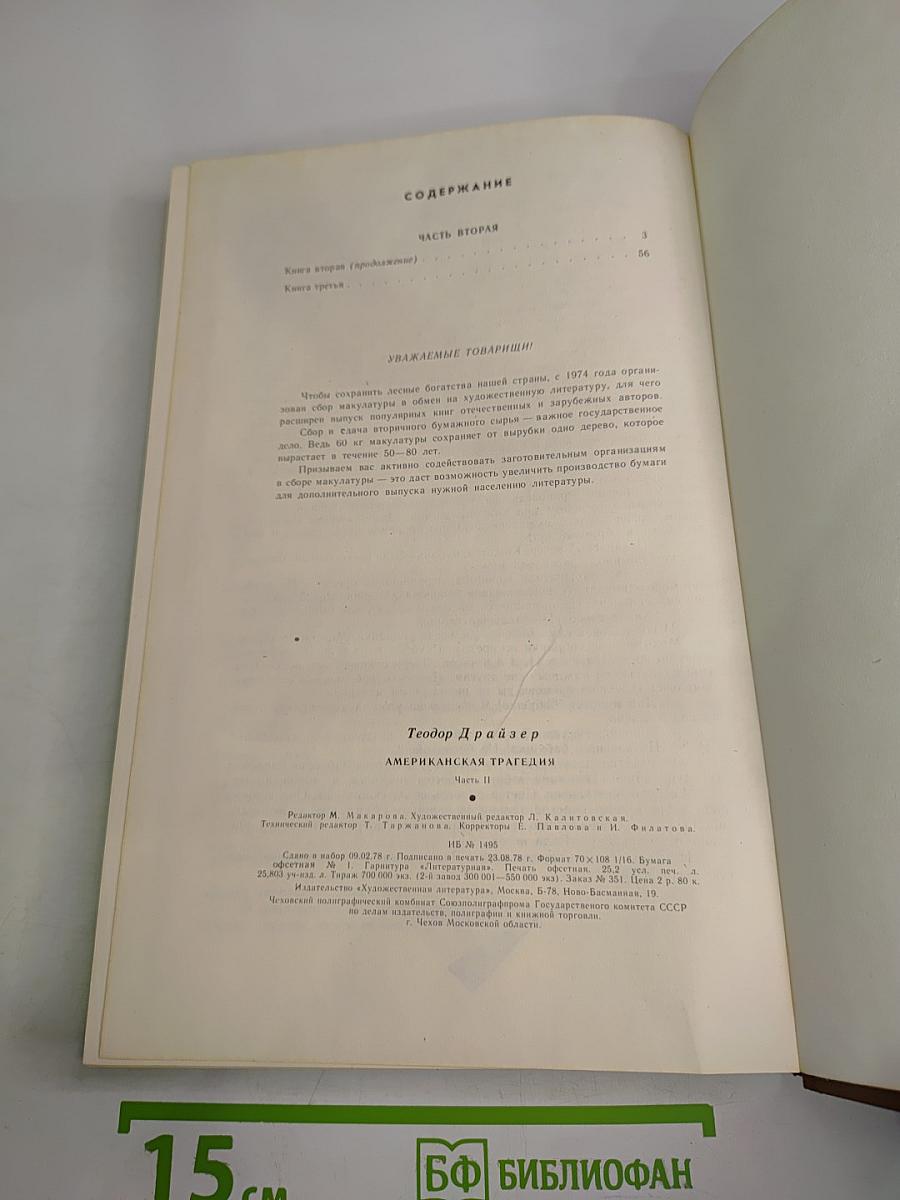 СОДЕРЖАНИЕ
ЧАСТЬ ВТОРАЯ
Книга вторая (продолжение) . . . . . . . . . . . . . . . 3
Книга третья . . . . . . . . . . . . . . . . . . . . 56
УВАЖАЕМЫЕ ТОВАРИЩИ!
Чтобы сохранить лесные богатства нашей страны, с 1974 года органи-
зован сбор макулатуры в обмен на художественную литературу, для чего
расширен выпуск популярных книг отечественных и зарубежных авторов.
Сбор и сдача вторичного бумажного сырья — важное государственное
дело. Ведь 60 кг макулатуры сохраняет от вырубки одно дерево, которое
вырастает в течение 50—80 лет.
Призываем вас активно содействовать заготовительным организациям
в сборе макулатуры — это даст возможность увеличить производство бумаги
для дополнительного выпуска нужной населению литературы.
Теодор Драйзер
АМЕРИКАНСКАЯ ТРАГЕДИЯ
Часть II
Редактор М. Макарова. Художественный редактор Л. Калитовская.
Технический редактор Т. Таржанова. Корректоры Е. Павлова и И. Филатова.
ИБ № 1495
Сдано в набор 09.02.78 г. Подписано в печать 23.08.78 г. Формат 70×108 1/16. Бумага
офсетная № 1. Гарнитура «Литературная». Печать офсетная. 25,2 усл. печ. л.
25,803 уч-изд. л. Тираж 700 000 экз. (2-й завод 300 001—550 000 экз). Заказ № 351. Цена 2 р. 80 к.
Издательство «Художественная литература», Москва, Б-78, Ново-Басманная, 19.
Чеховский полиграфический комбинат Союзполиграфпрома Государственого комитета СССР
по делам издательств, полиграфии и книжной торговли.
г. Чехов Московской области.
15 см
БФ БИБЛИОФАН